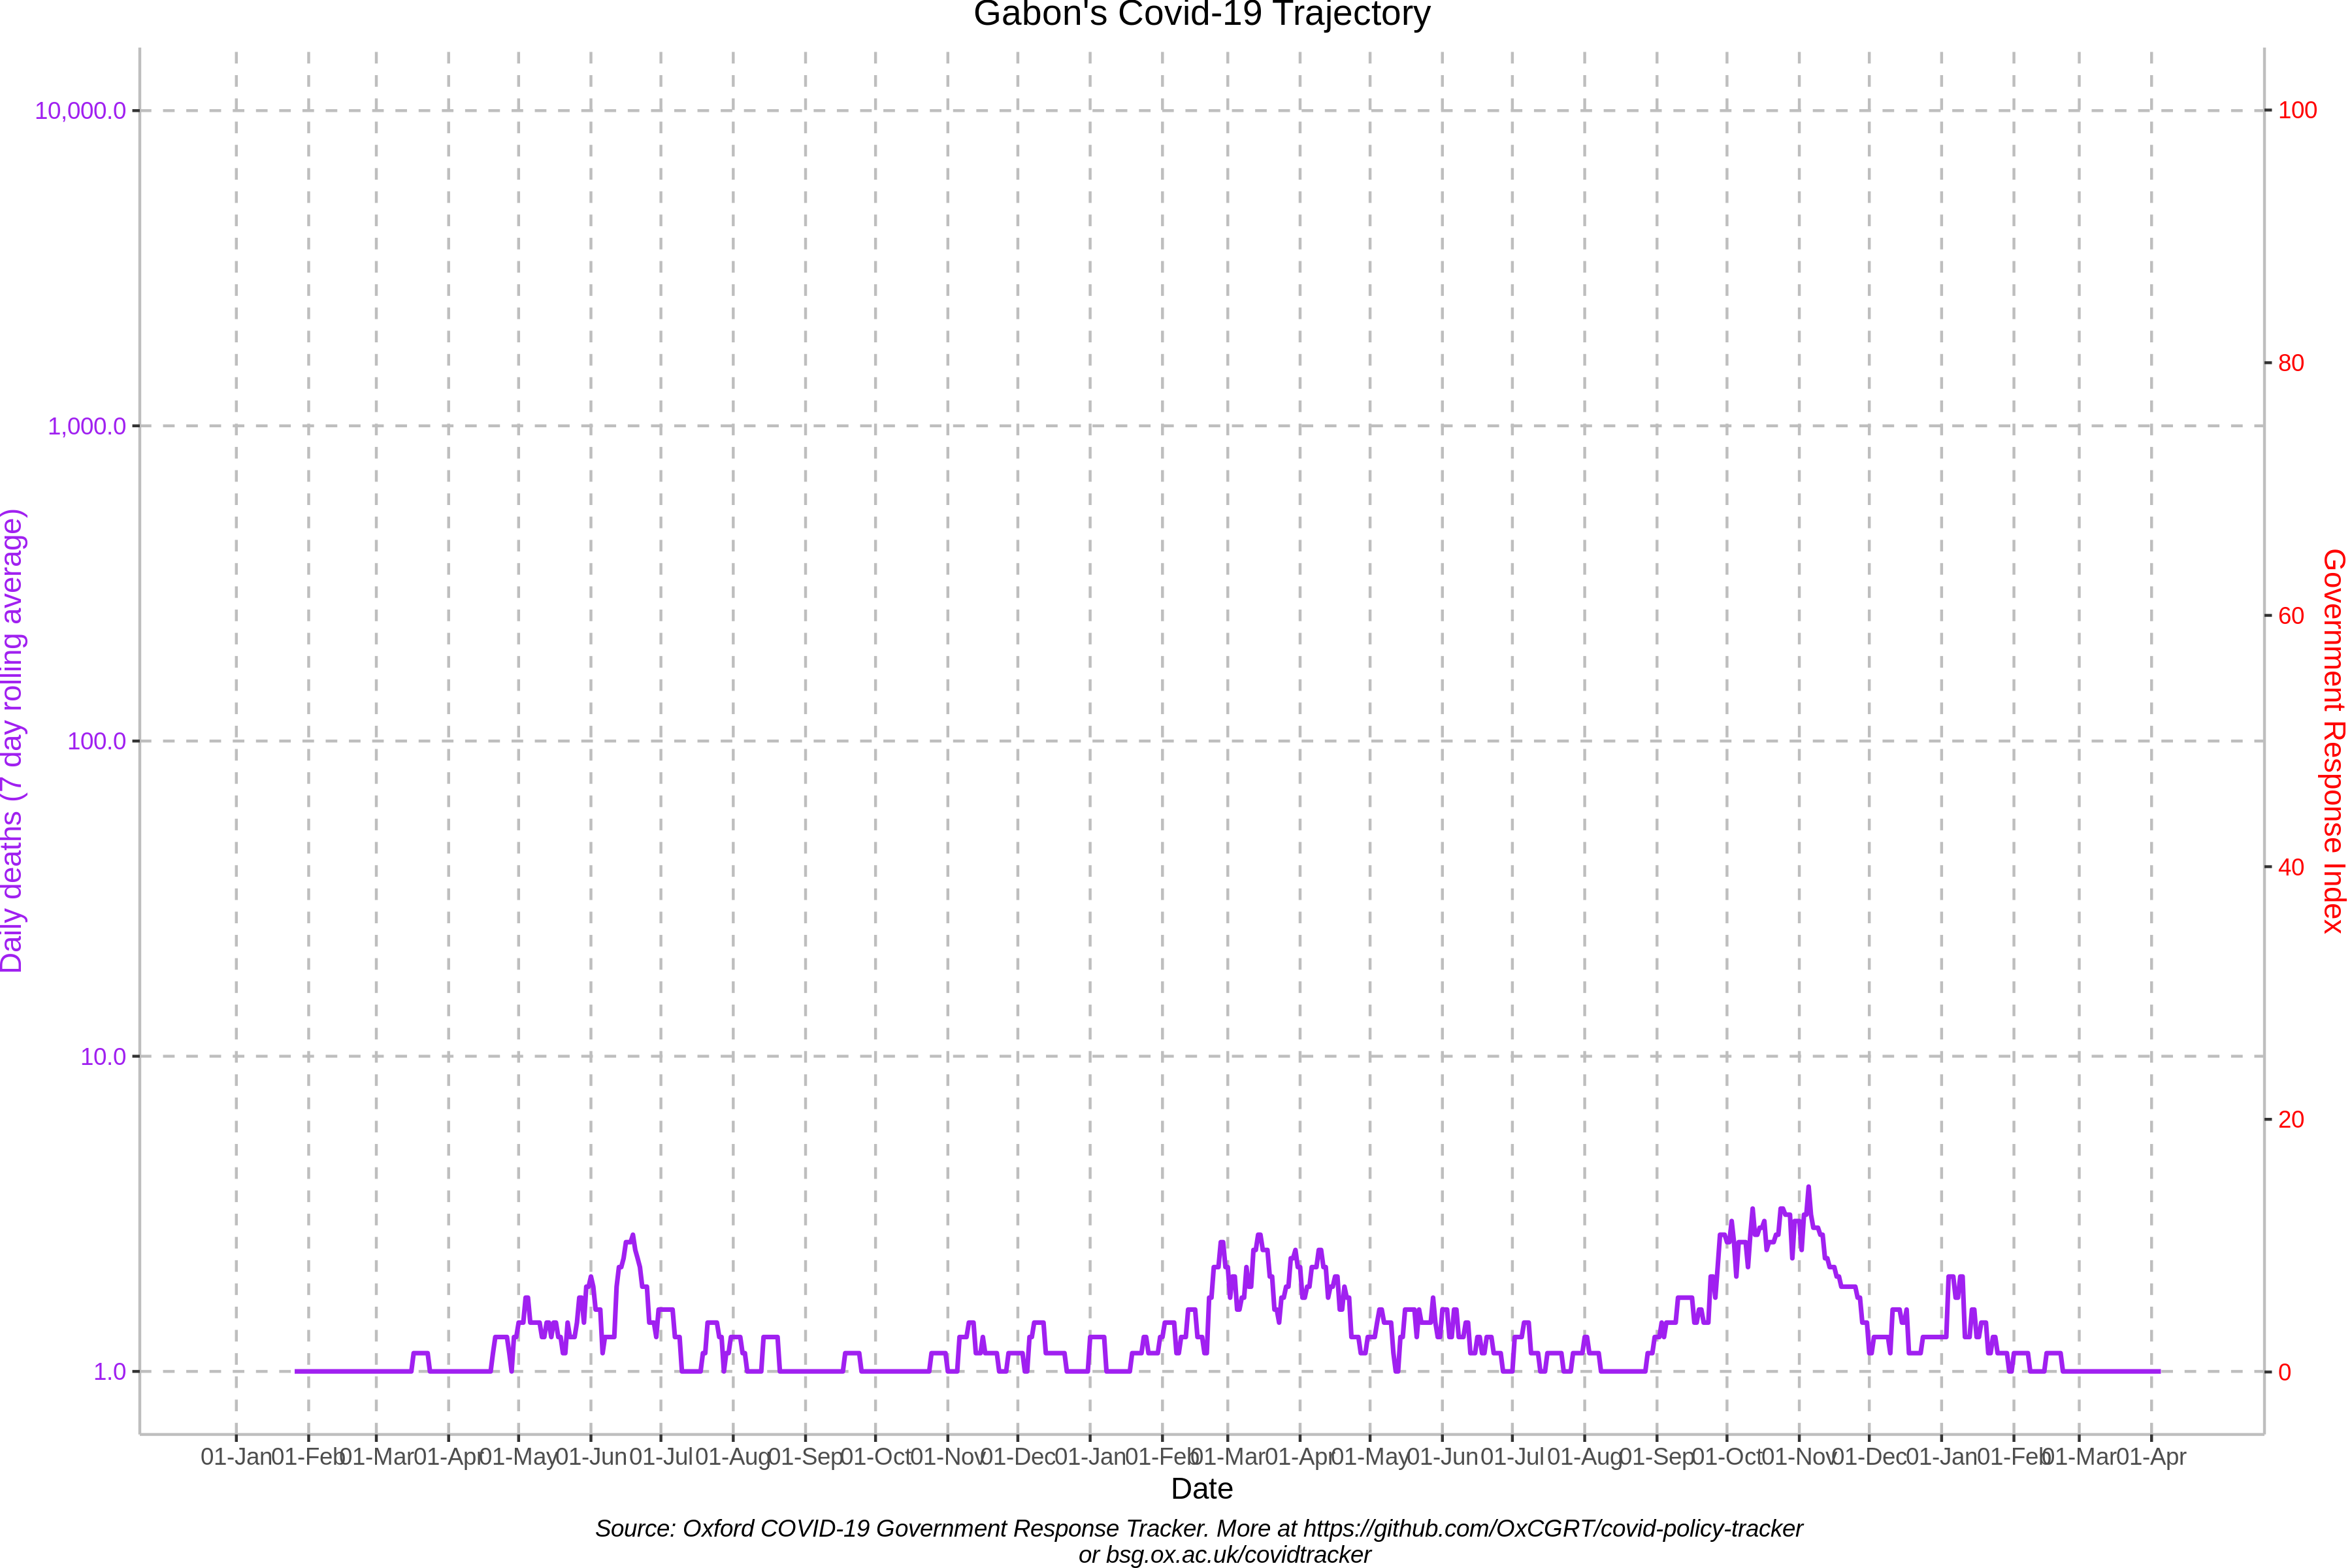 Gabon's Covid-19 Trajectory
10,000.0
1,000.0
100.0
10.0
1.0
Daily deaths (7 day rolling average)
100
80
60
40
20
0
Government Response Index
01-Jan 01-Feb 01-Mar 01-Apr 01-May 01-Jun 01-Jul 01-Aug 01-Sep 01-Oct 01-Nov 01-Dec 01-Jan 01-Feb 01-Mar 01-Apr 01-May 01-Jun 01-Jul 01-Aug 01-Sep 01-Oct 01-Nov 01-Dec 01-Jan 01-Feb 01-Mar 01-Apr
Date
Source: Oxford COVID-19 Government Response Tracker. More at https://github.com/OxCGRT/covid-policy-tracker
or bsg.ox.ac.uk/covidtracker